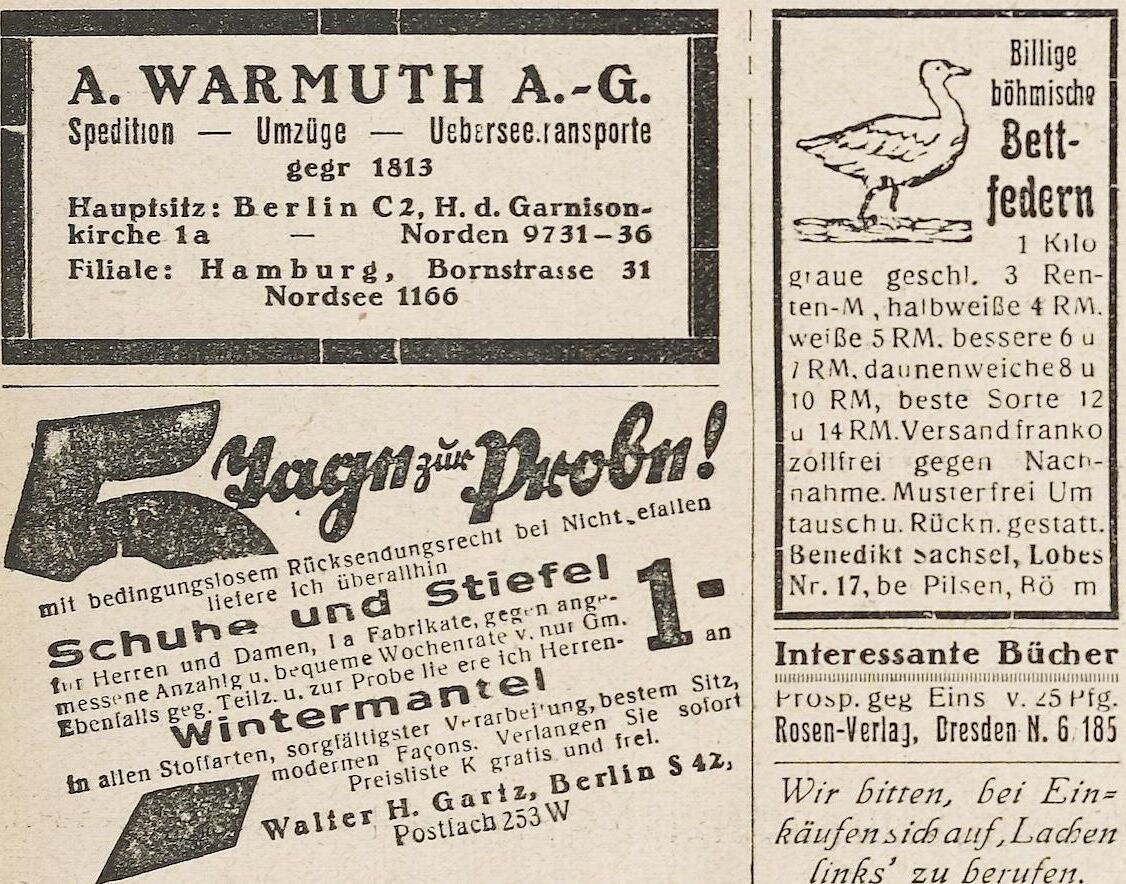 A. WARMUTH A.-G.
Spedition — Umzüge — Uebersee.ransporte
gegr 1813
Hauptsitz: Berlin C2, H. d. Garnison-
kirche 1a — Norden 9731–36
Filiale: Hamburg, Bornstrasse 31
Nordsee 1166
5 Tage zur Probe!
mit bedingungslosem Rücksendungsrecht bei Nicht efallen
liefere ich überallhin
Schuhe und Stiefel
für Herren und Damen, 1a Fabrikate, gegen ange-
messene Anzahlg u. bequeme Wochenrate v. nur Gm. 1- an
Ebenfalls geg. Teilz. u. zur Probe lie ere ich Herren-
Wintermantel
in allen Stoffarten, sorgfältigster Verarbei'ung, bestem Sitz,
modernen Façons. Verlangen Sie sofort
Preisliste K gratis und frei.
Walter H. Gartz, Berlin S 42,
Postfach 253 W
Billige
böhmische
Bett-
federn
1 Kilo
graue geschl. 3 Ren-
ten-M , halbweiße 4 RM.
weiße 5 RM. bessere 6 u
7 RM, daunenweiche 8 u
10 RM, beste Sorte 12
u 14 RM. Versand franko
zollfrei gegen Nach-
nahme. Muster frei Um
tausch u. Rückn. gestatt.
Benedikt Sachsel, Lobes
Nr. 17, be Pilsen, Bö m
Interessante Bücher
Prosp. geg Eins v. 25 Pfg.
Rosen-Verlag, Dresden N. 6 185
Wir bitten, bei Ein-
käufen sich auf ‚Lachen
links' zu berufen.